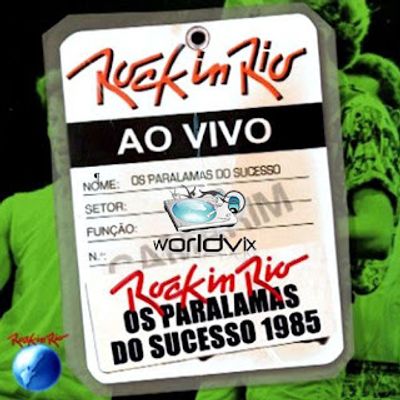 Rock in Rio
AO VIVO
NOME: OS PARALAMAS DO SUCESSO
SETOR:
FUNÇÃO:
N.º:
CAMARIM
worldvix
Rock in Rio
OS PARALAMAS
DO SUCESSO 1985
Rock in Rio